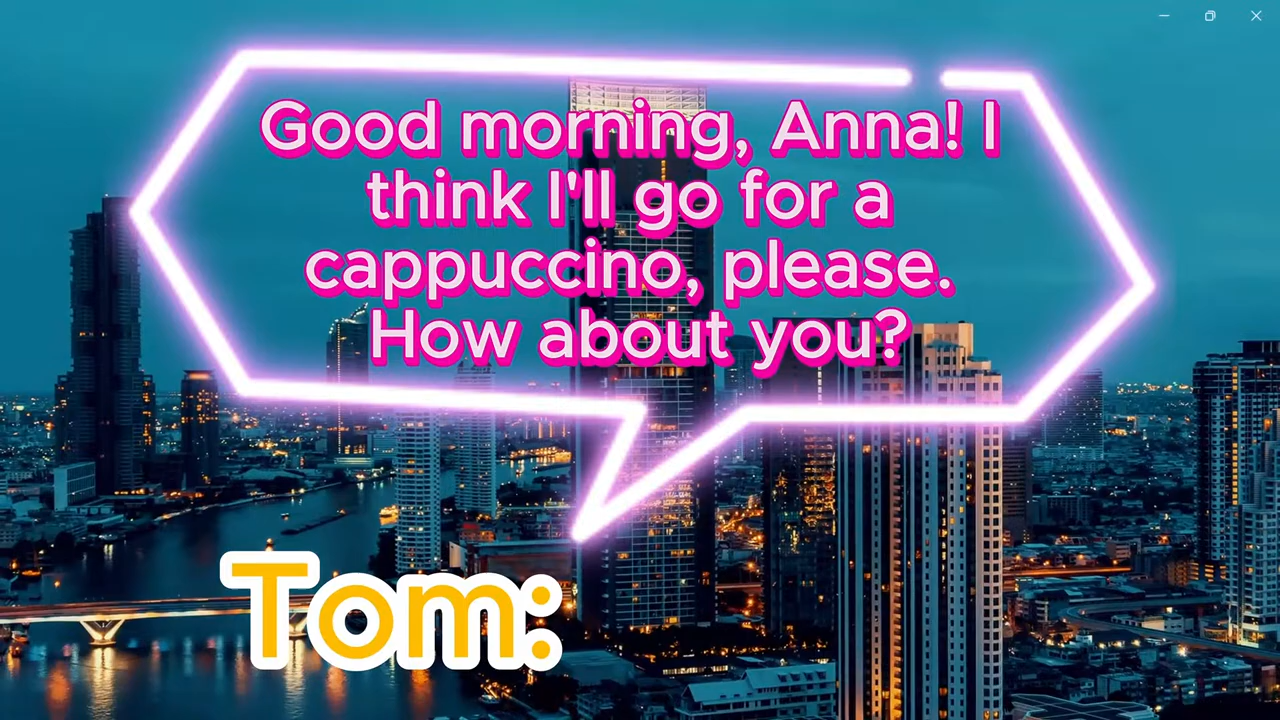 Good morning, Anna! I
think I'll go for a
cappuccino, please.
How about you?
Tom: